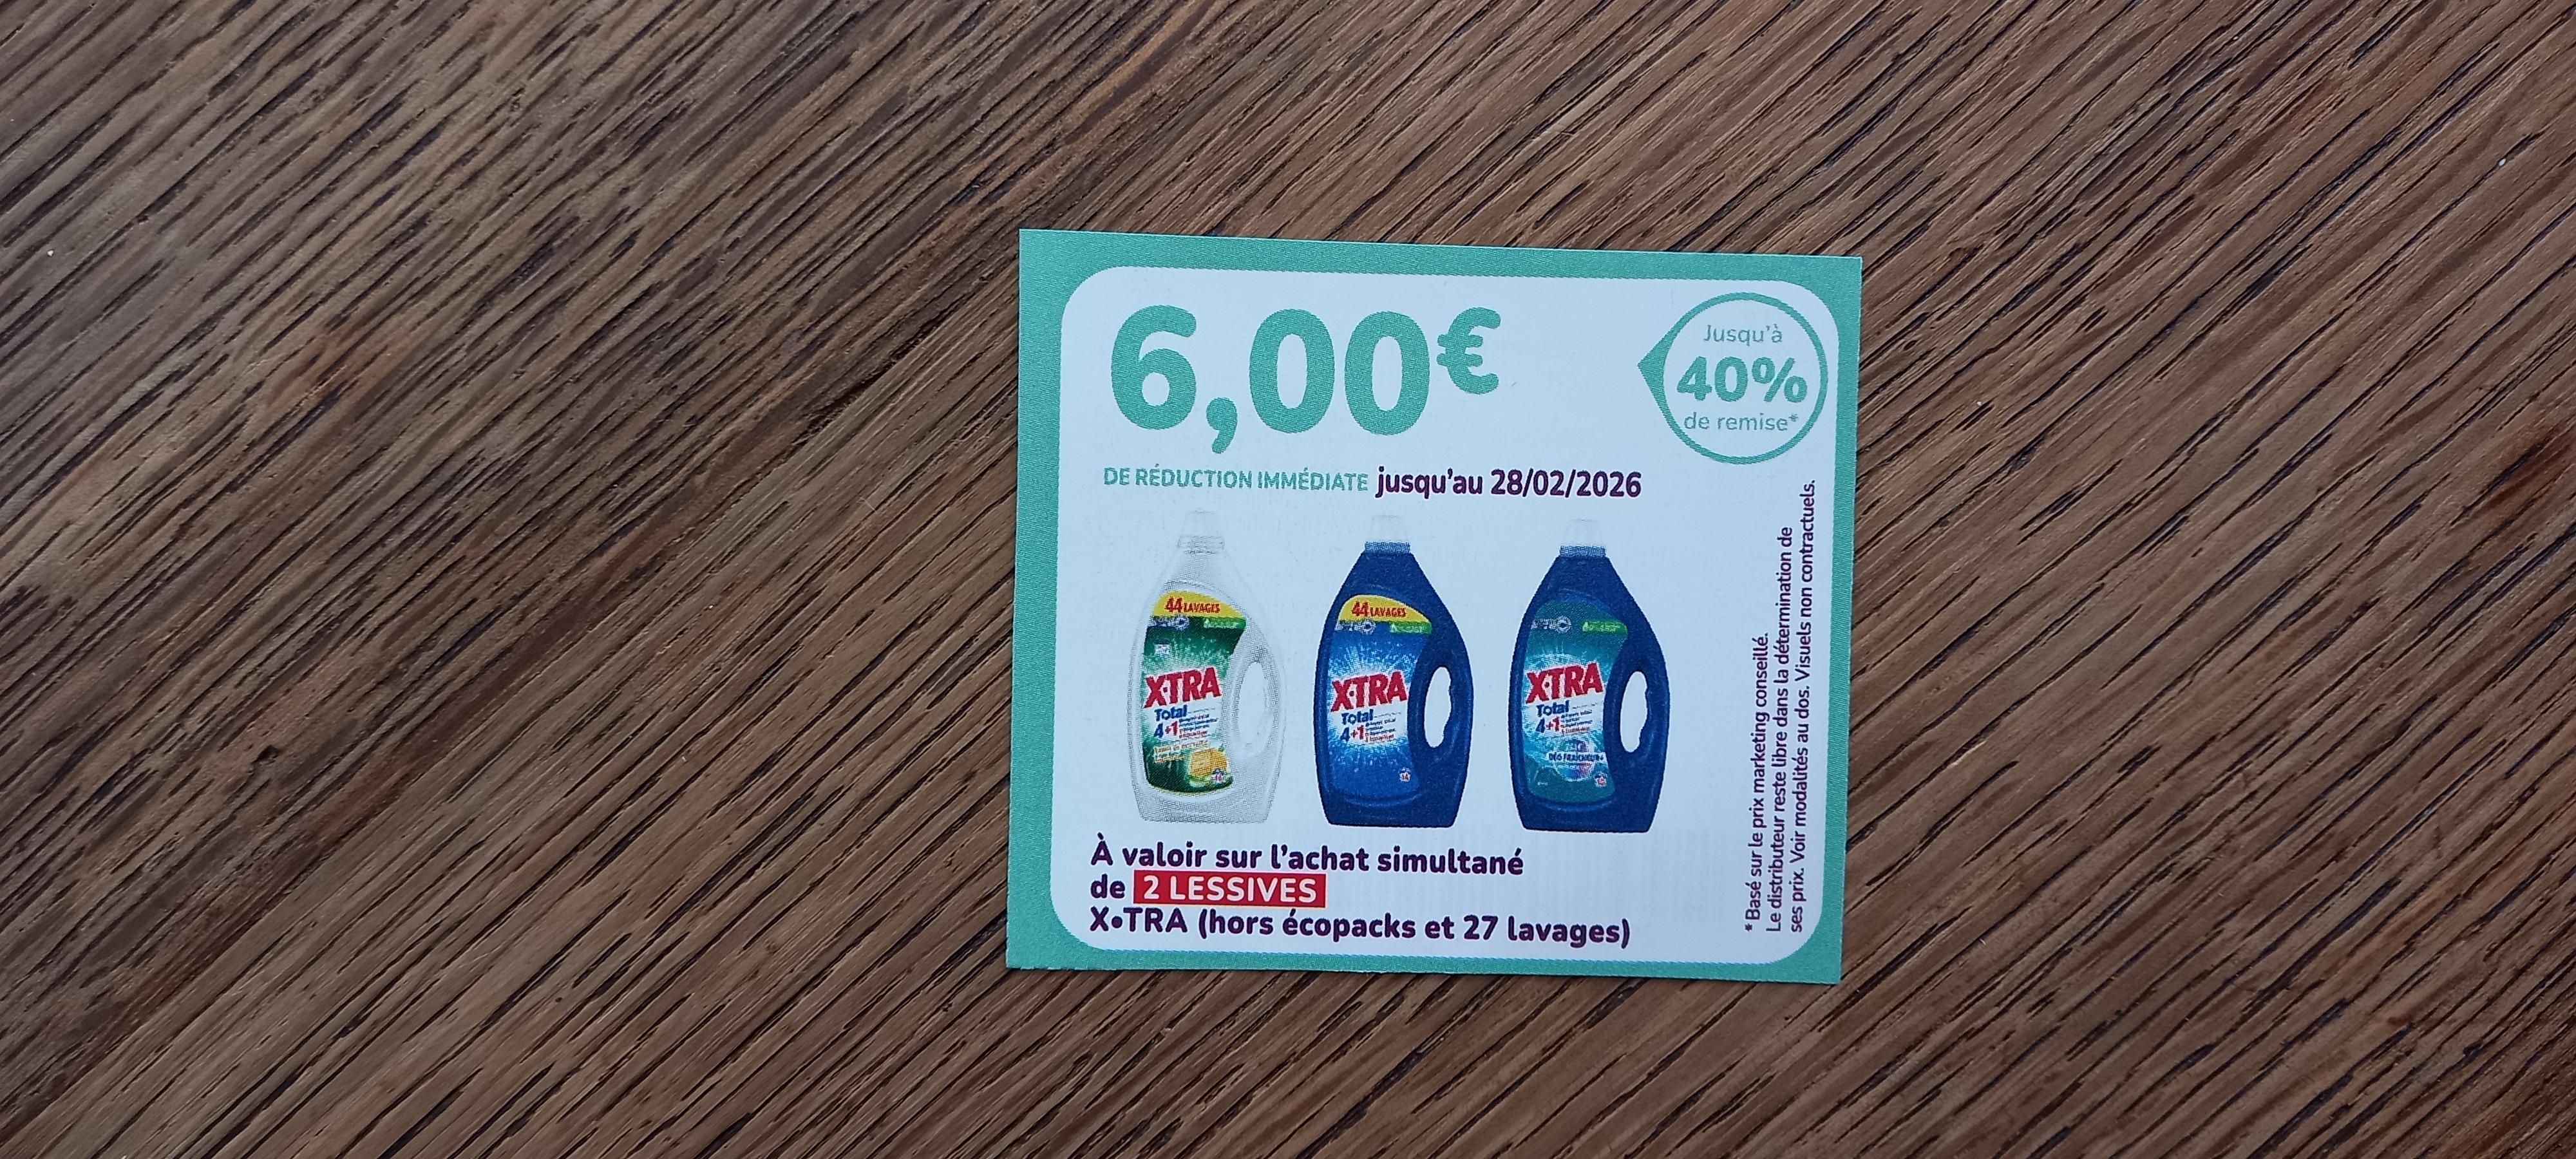 6,00€
Jusqu'à
40%
de remise*
DE RÉDUCTION IMMÉDIATE jusqu'au 28/02/2026
44 LAVAGES
X•TRA
Total
4+1
44 LAVAGES
X•TRA
Total
4+1
X•TRA
Total
4+1
DÉO FRAÎCHEUR+
À valoir sur l'achat simultané
de 2 LESSIVES
X•TRA (hors écopacks et 27 lavages)
* Basé sur le prix marketing conseillé.
Le distributeur reste libre dans la détermination de
ses prix. Voir modalités au dos. Visuels non contractuels.